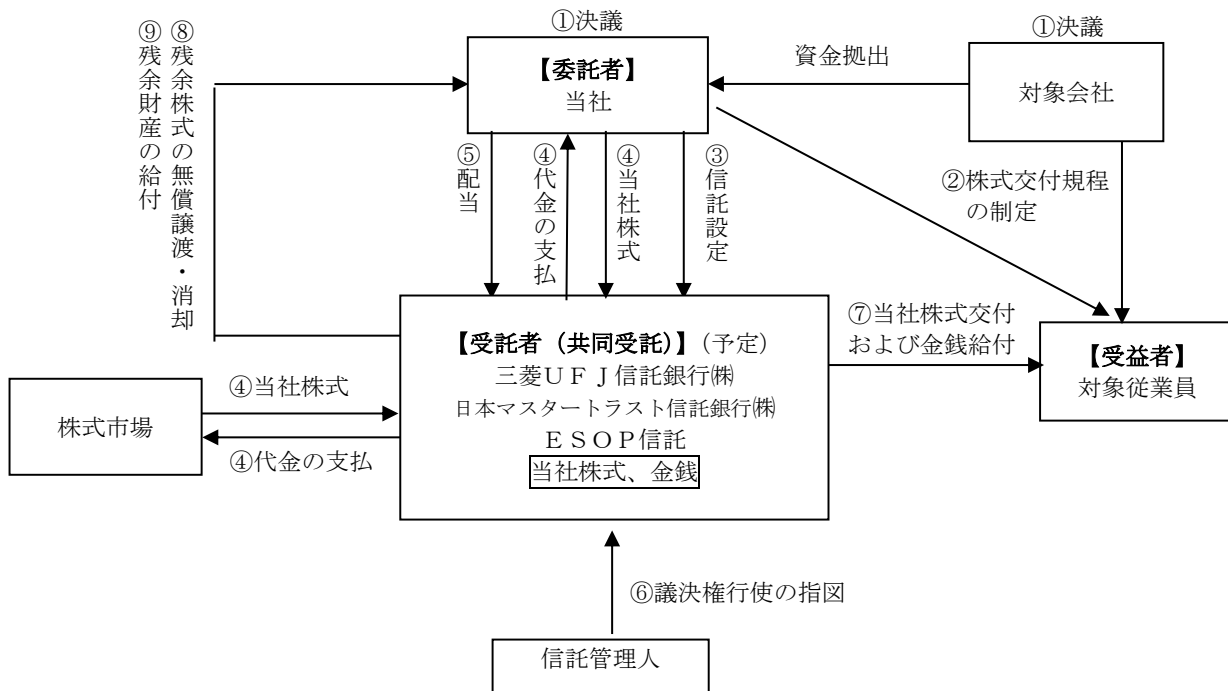 ①決議
【委託者】
当社
資金拠出
①決議
対象会社
⑨残余財産の給付
⑧残余株式の無償譲渡・消却
⑤配当
④代金の支払
④当社株式
③信託設定
②株式交付規程
の制定
【受託者（共同受託）】（予定）
三菱ＵＦＪ信託銀行㈱
日本マスタートラスト信託銀行㈱
ＥＳＯＰ信託
当社株式、金銭
⑦当社株式交付
および金銭給付
【受益者】
対象従業員
株式市場
④当社株式
④代金の支払
⑥議決権行使の指図
信託管理人